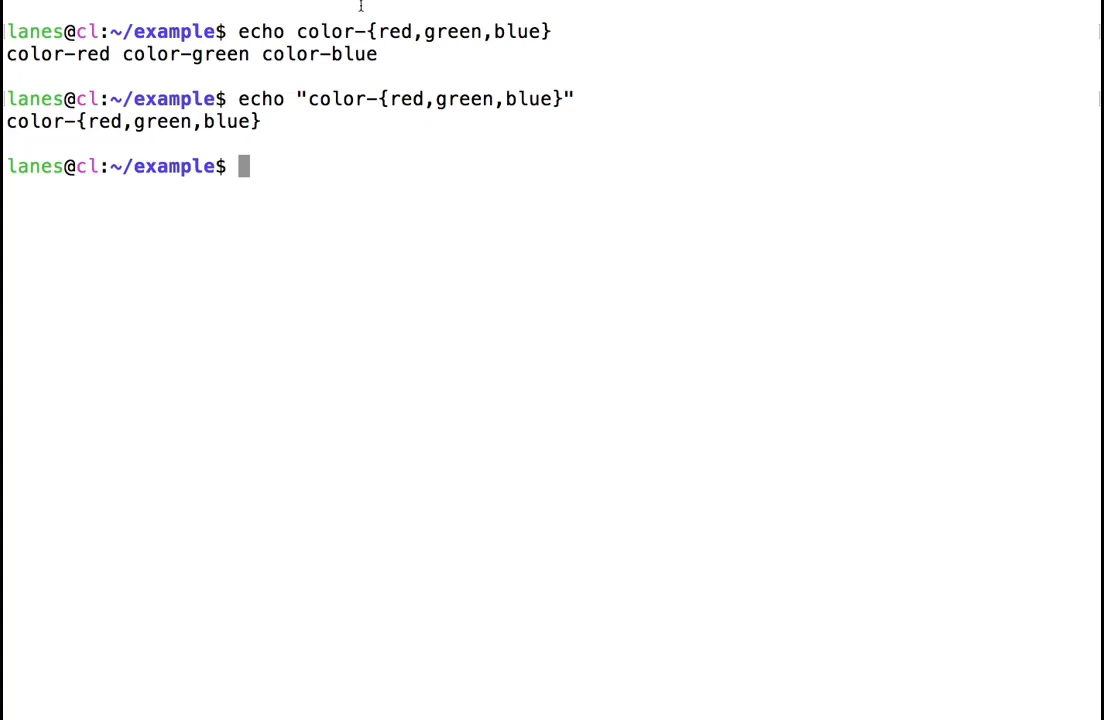 lanes@cl:~/example$ echo color-{red,green,blue}
color-red color-green color-blue
lanes@cl:~/example$ echo "color-{red,green,blue}"
color-{red,green,blue}
lanes@cl:~/example$